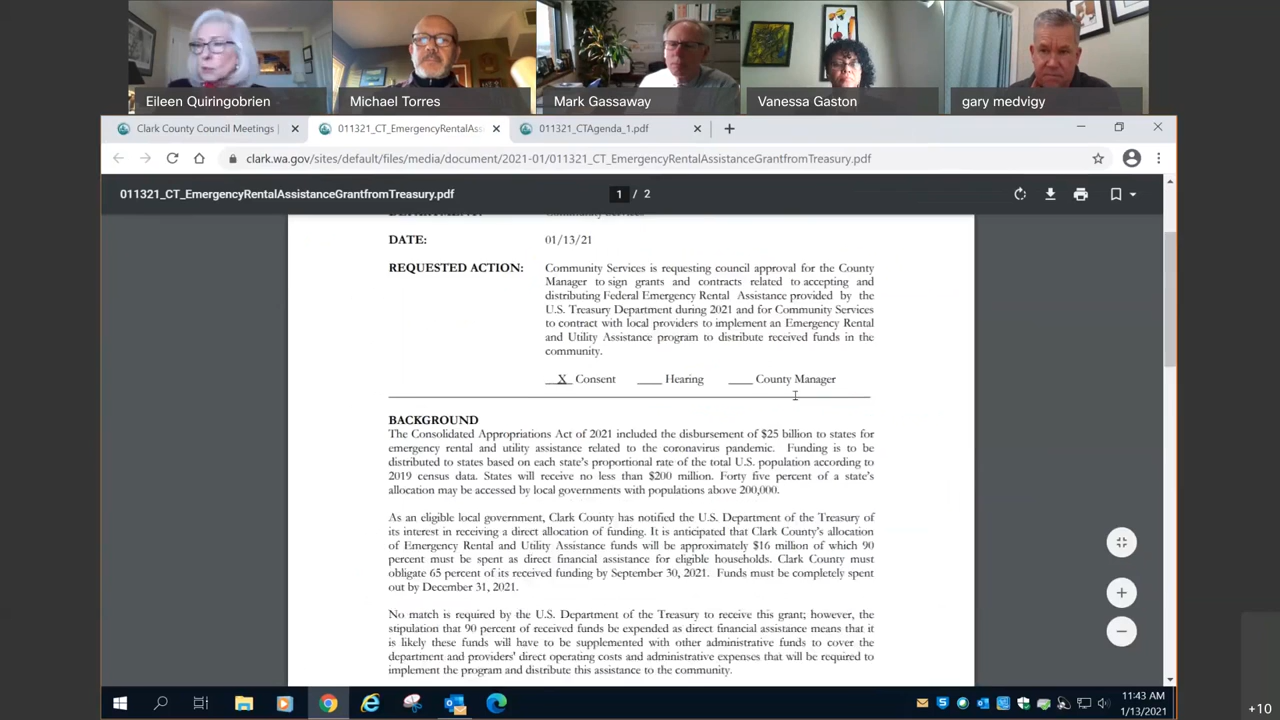 Eileen Quiringobrien
Michael Torres
Mark Gassaway
Vanessa Gaston
gary medvigy
Clark County Council Meetings |
011321_CT_EmergencyRentalAss
011321_CTAgenda_1.pdf
clark.wa.gov/sites/default/files/media/document/2021-01/011321_CT_EmergencyRentalAssistanceGrantfromTreasury.pdf
011321_CT_EmergencyRentalAssistanceGrantfromTreasury.pdf
1 / 2
DATE: 01/13/21
REQUESTED ACTION: Community Services is requesting council approval for the County
Manager to sign grants and contracts related to accepting and
distributing Federal Emergency Rental Assistance provided by the
U.S. Treasury Department during 2021 and for Community Services
to contract with local providers to implement an Emergency Rental
and Utility Assistance program to distribute received funds in the
community.
__X_ Consent ____ Hearing ____ County Manager
BACKGROUND
The Consolidated Appropriations Act of 2021 included the disbursement of $25 billion to states for
emergency rental and utility assistance related to the coronavirus pandemic. Funding is to be
distributed to states based on each state's proportional rate of the total U.S. population according to
2019 census data. States will receive no less than $200 million. Forty five percent of a state's
allocation may be accessed by local governments with populations above 200,000.
As an eligible local government, Clark County has notified the U.S. Department of the Treasury of
its interest in receiving a direct allocation of funding. It is anticipated that Clark County's allocation
of Emergency Rental and Utility Assistance funds will be approximately $16 million of which 90
percent must be spent as direct financial assistance for eligible households. Clark County must
obligate 65 percent of its received funding by September 30, 2021. Funds must be completely spent
out by December 31, 2021.
No match is required by the U.S. Department of the Treasury to receive this grant; however, the
stipulation that 90 percent of received funds be expended as direct financial assistance means that it
is likely these funds will have to be supplemented with other administrative funds to cover the
department and providers' direct operating costs and administrative expenses that will be required to
implement the program and distribute this assistance to the community.
11:43 AM
1/13/2021
+10